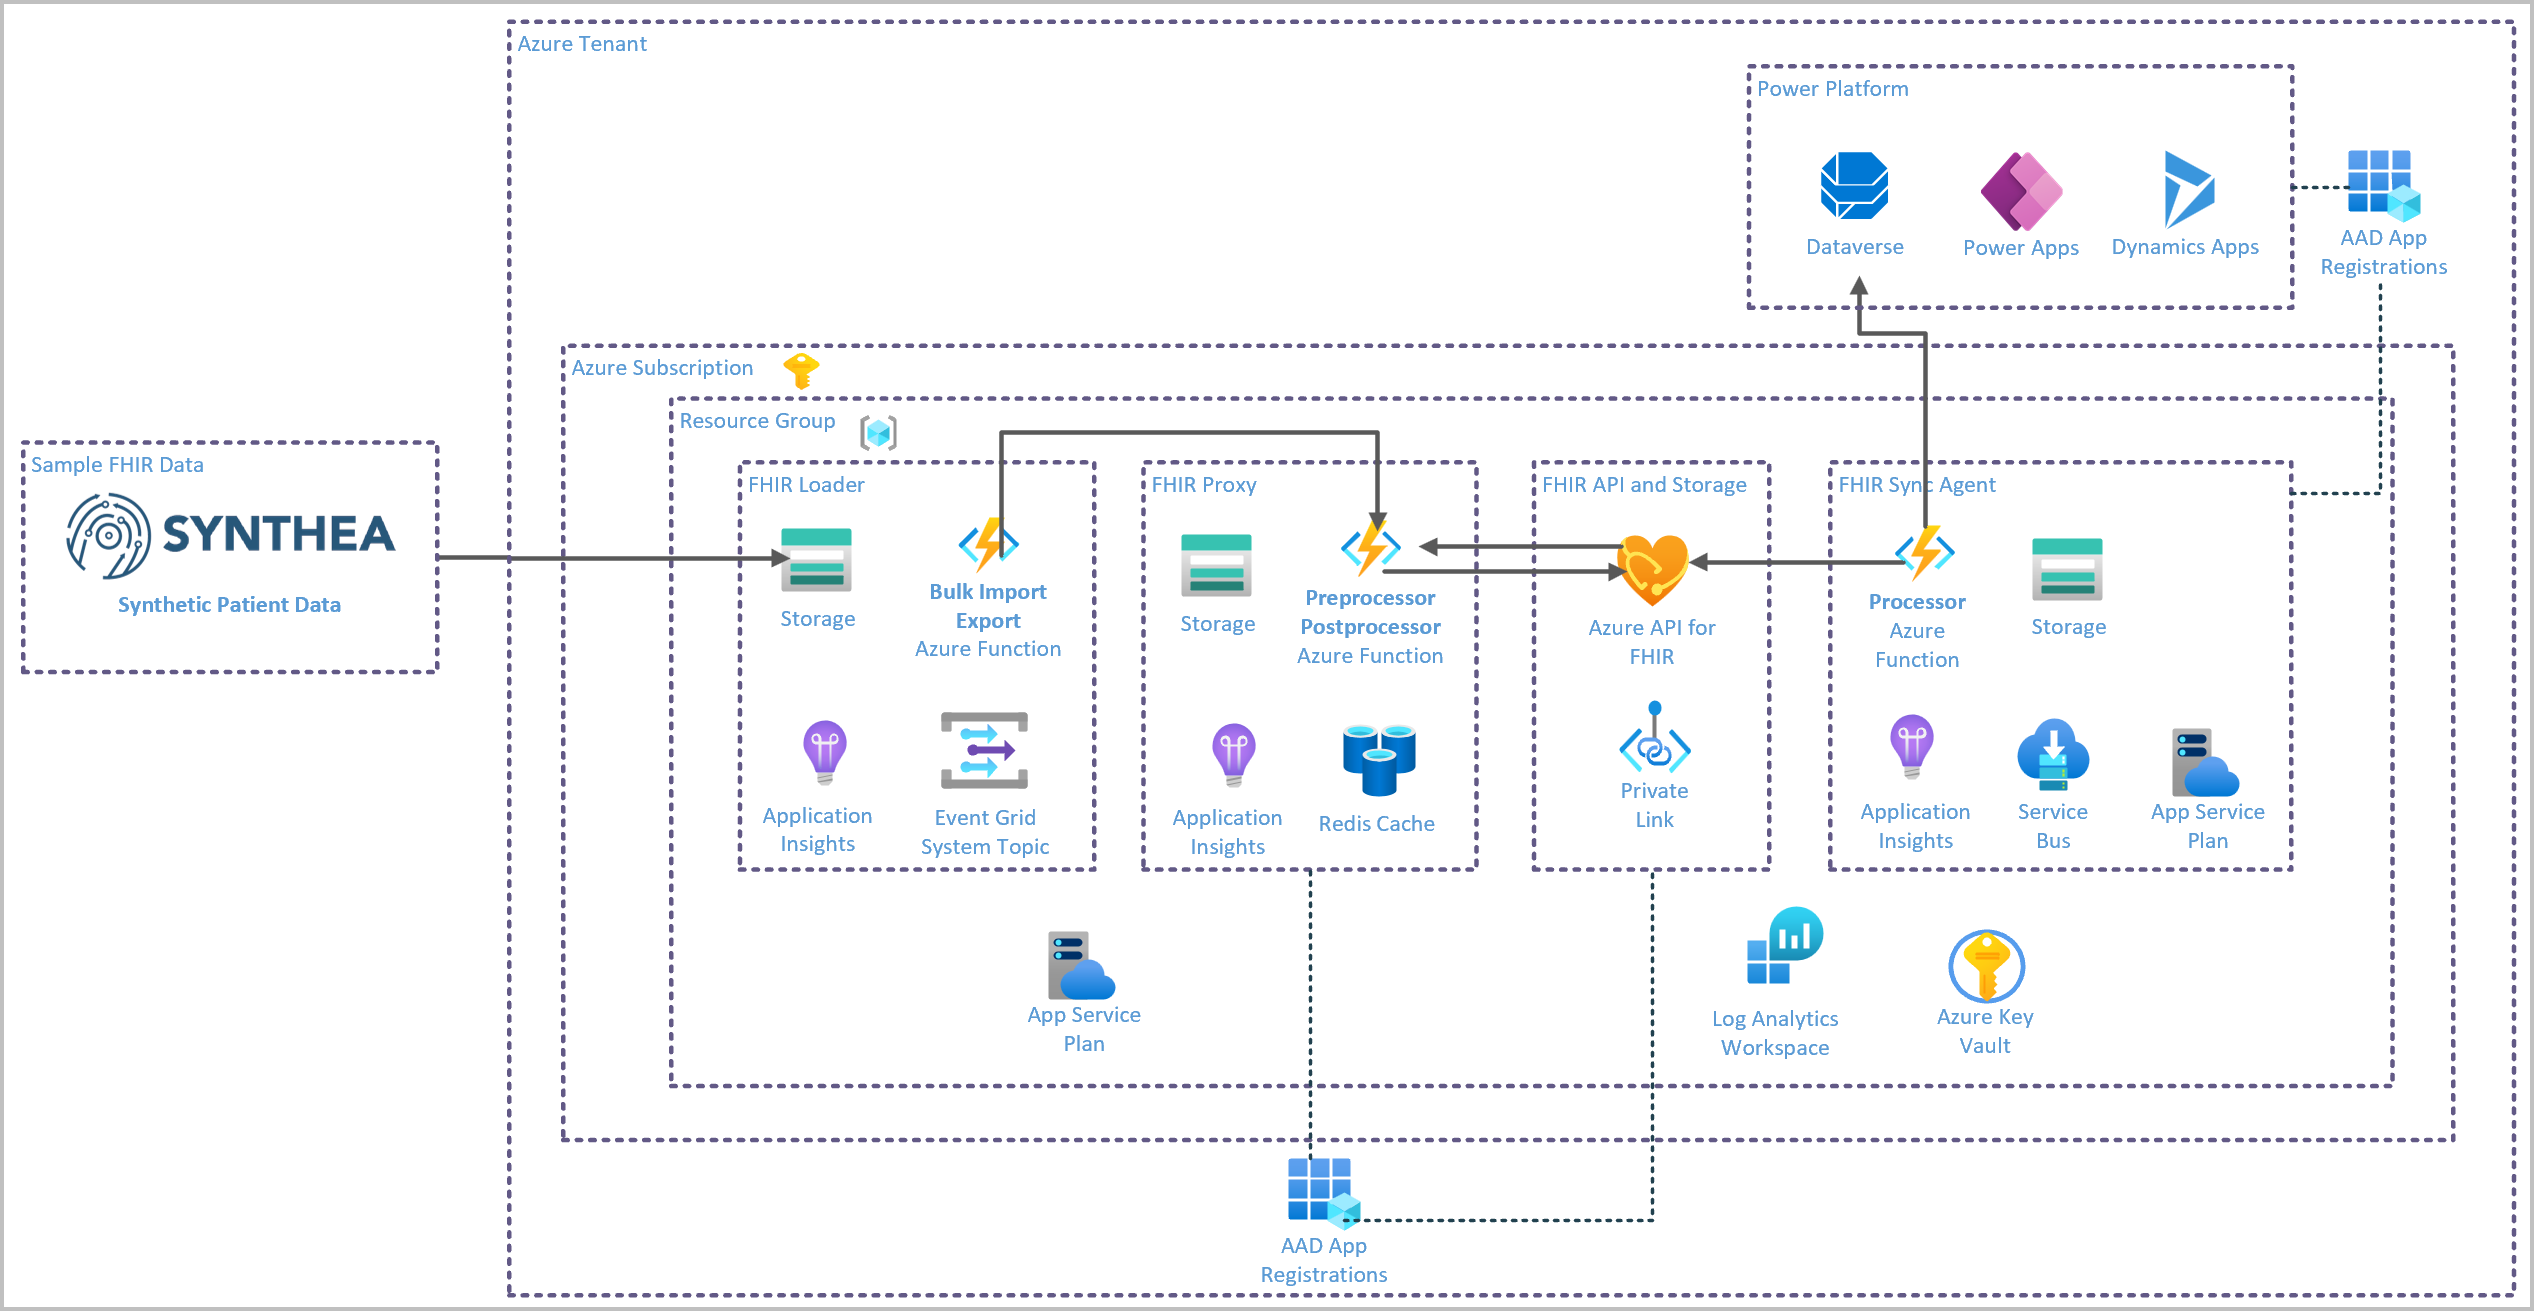 Azure Tenant
Power Platform
Dataverse
Power Apps
Dynamics Apps
AAD App
Registrations
Azure Subscription
Resource Group
Sample FHIR Data
SYNTHEA
Synthetic Patient Data
FHIR Loader
Storage
Bulk Import
Export
Azure Function
Application
Insights
Event Grid
System Topic
FHIR Proxy
Storage
Preprocessor
Postprocessor
Azure Function
Application
Insights
Redis Cache
FHIR API and Storage
Azure API for
FHIR
Private
Link
FHIR Sync Agent
Processor
Azure
Function
Storage
Application
Insights
Service
Bus
App Service
Plan
App Service
Plan
Log Analytics
Workspace
Azure Key
Vault
AAD App
Registrations